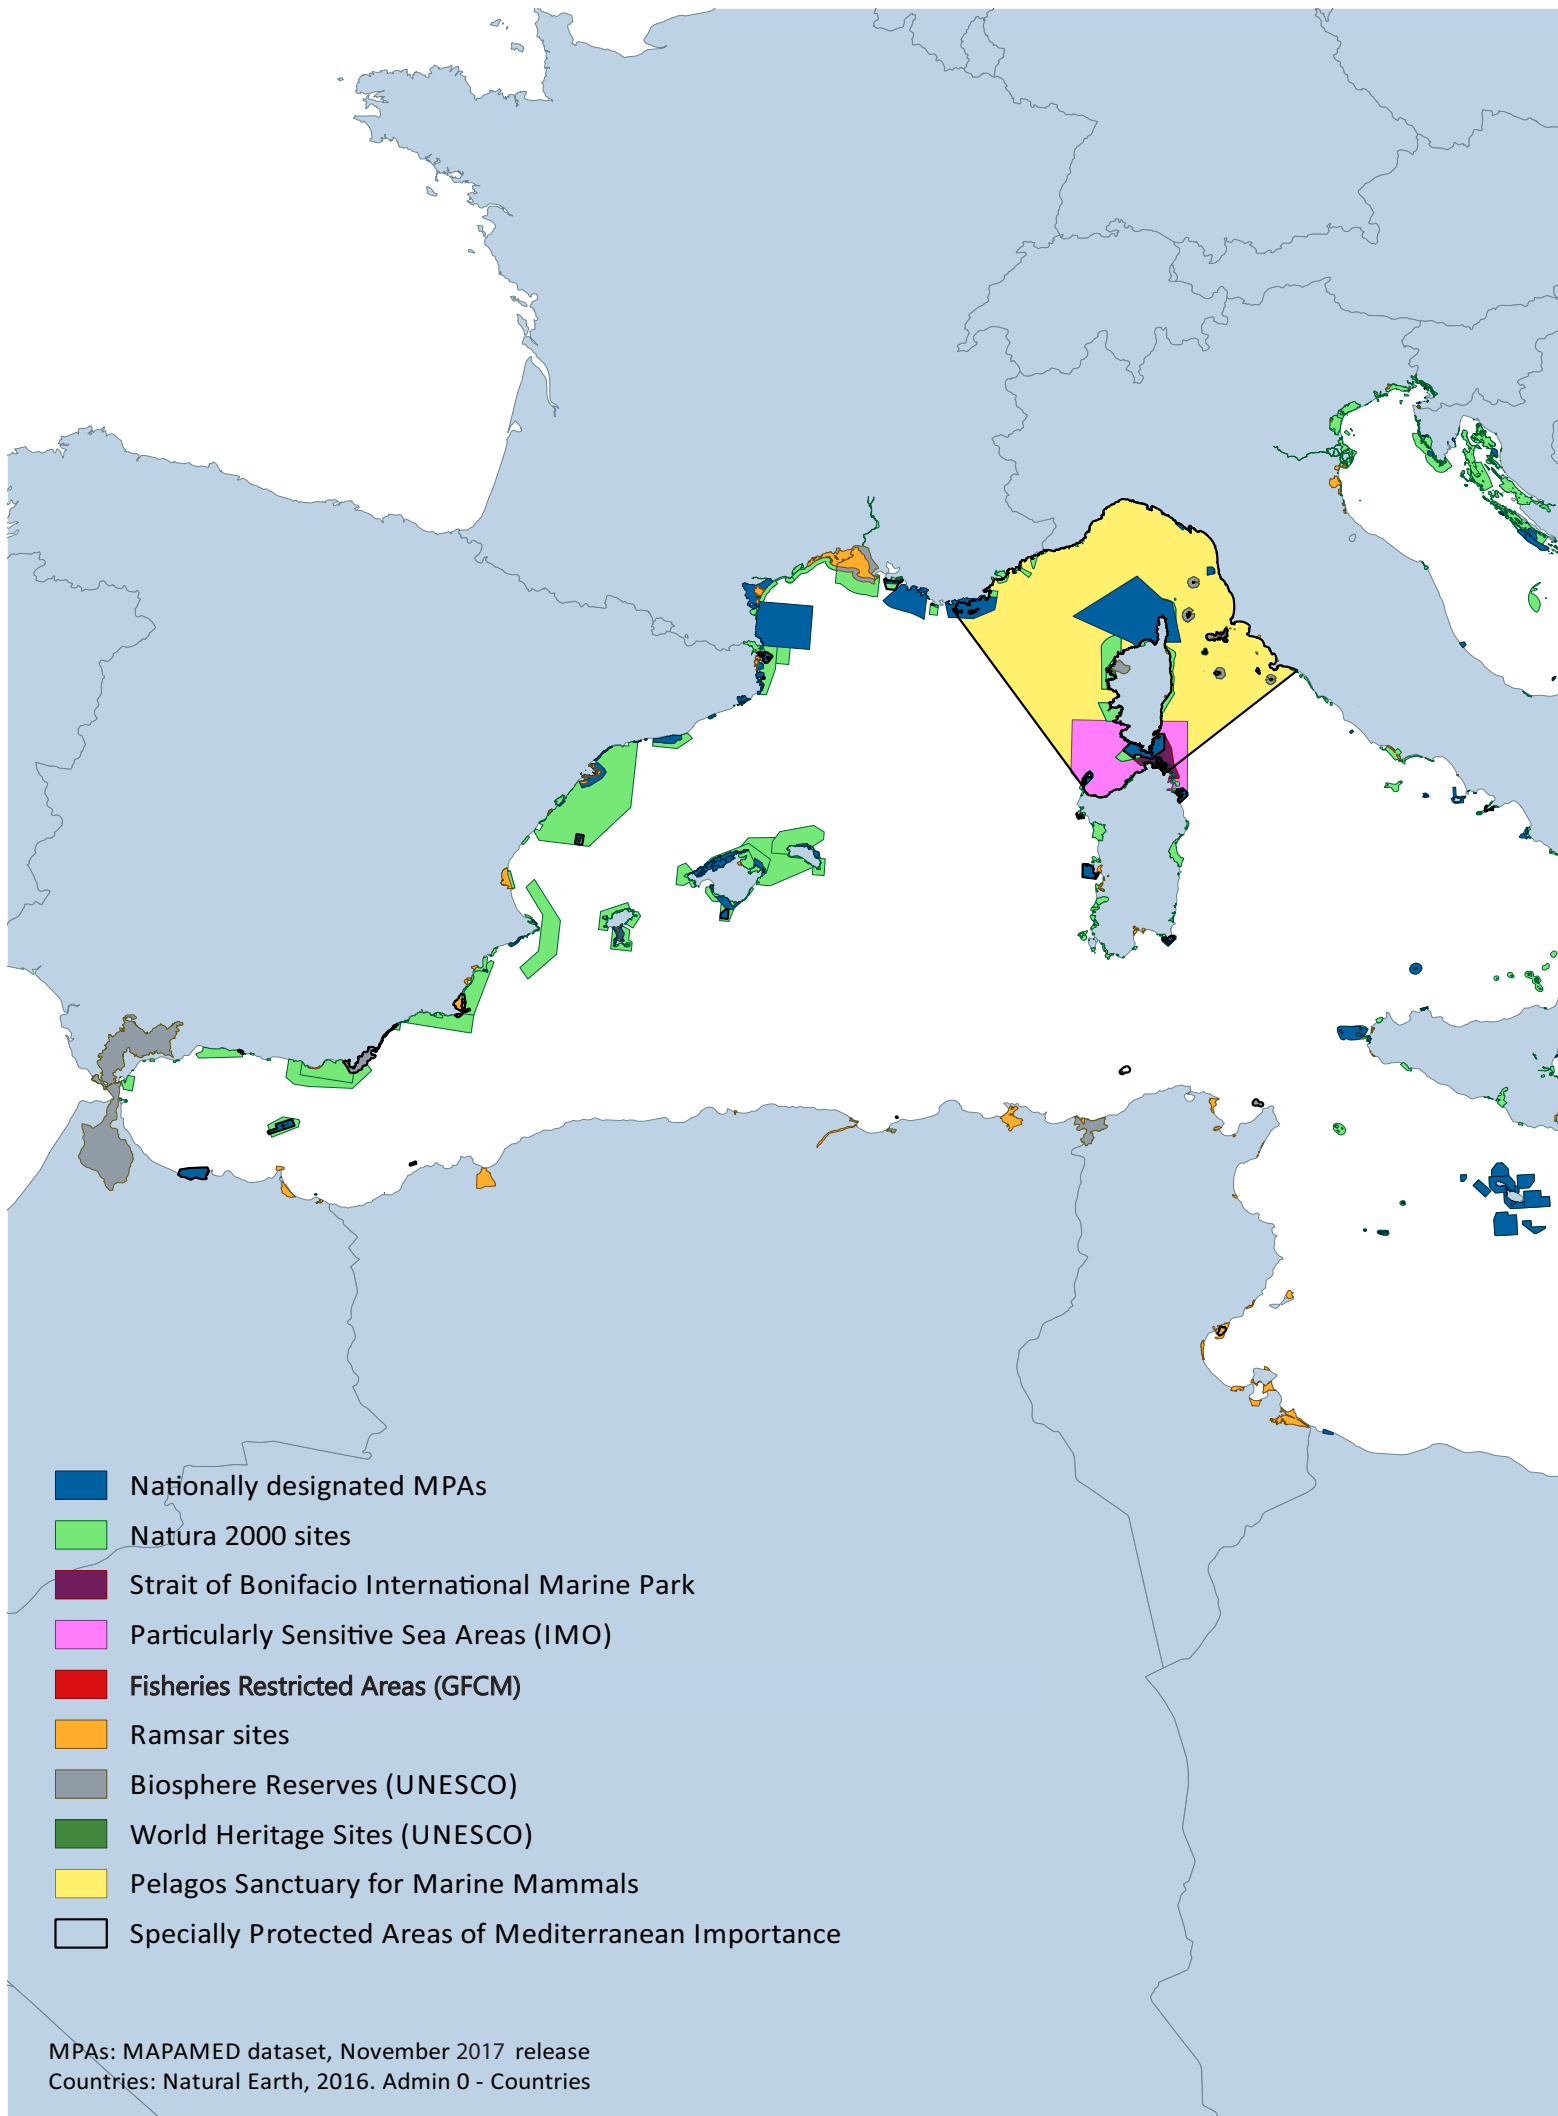 Nationally designated MPAs
Natura 2000 sites
Strait of Bonifacio International Marine Park
Particularly Sensitive Sea Areas (IMO)
Fisheries Restricted Areas (GFCM)
Ramsar sites
Biosphere Reserves (UNESCO)
World Heritage Sites (UNESCO)
Pelagos Sanctuary for Marine Mammals
Specially Protected Areas of Mediterranean Importance
MPAs: MAPAMED dataset, November 2017 release
Countries: Natural Earth, 2016. Admin 0 - Countries